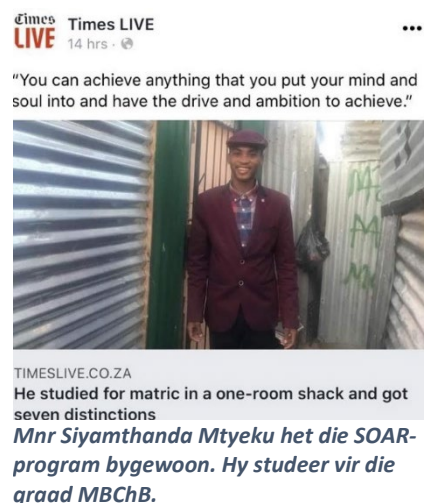 Times
LIVE
Times LIVE
14 hrs ·
“You can achieve anything that you put your mind and
soul into and have the drive and ambition to achieve.”
TIMESLIVE.CO.ZA
He studied for matric in a one-room shack and got
seven distinctions
Mnr Siyamthanda Mtyeku het die SOAR-
program bygewoon. Hy studeer vir die
graad MBChB.